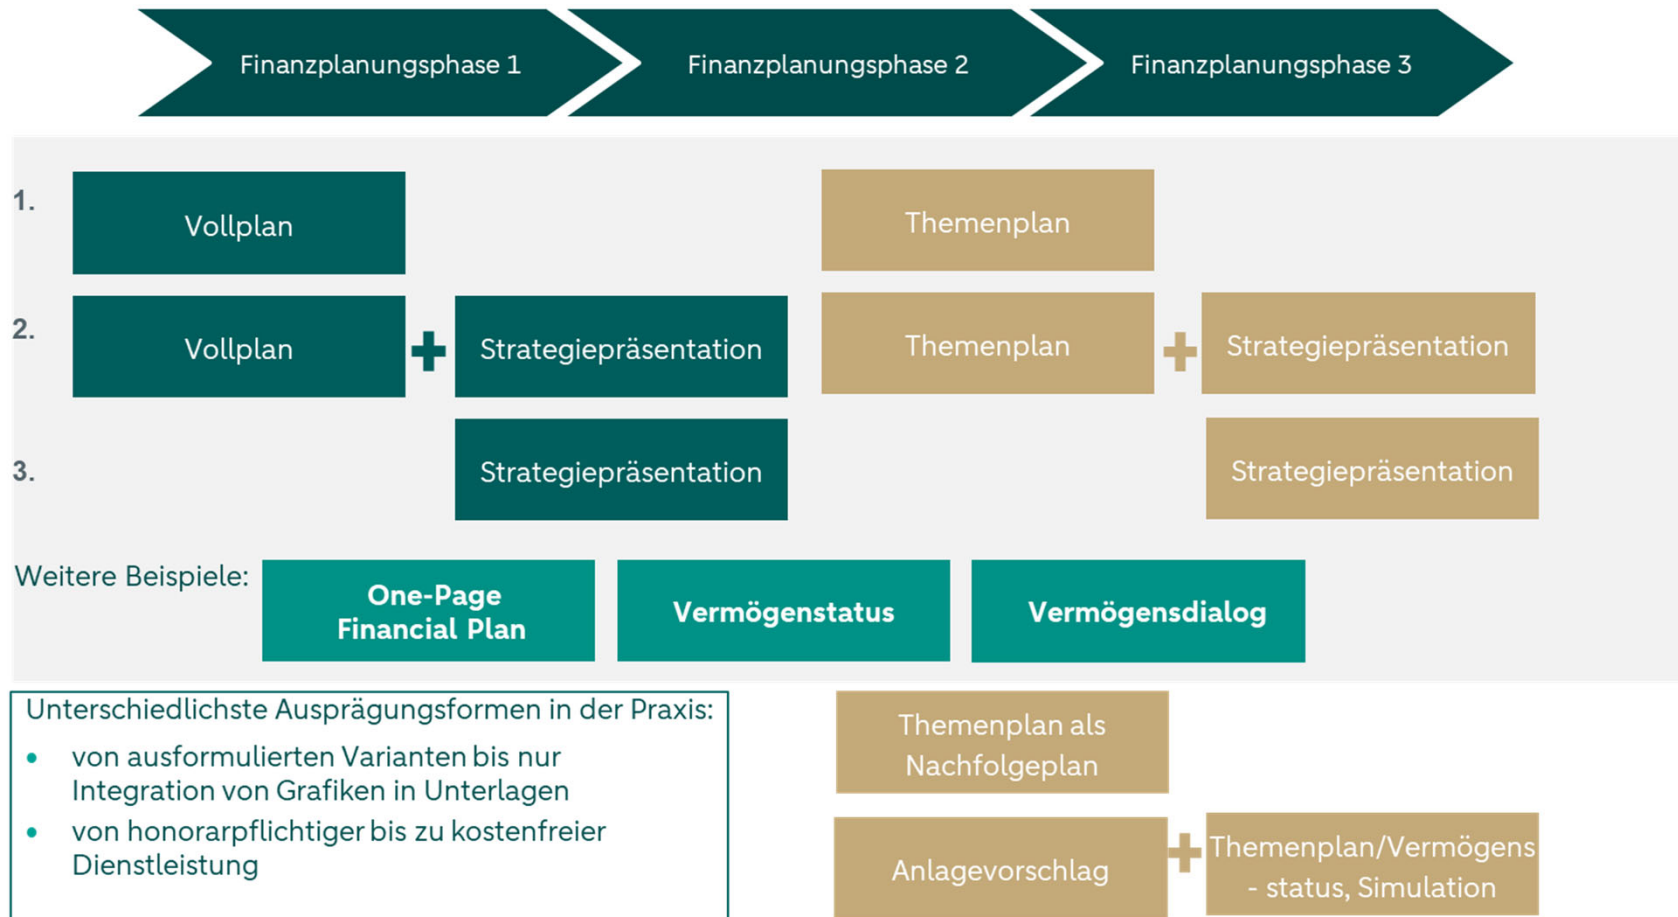 Finanzplanungsphase 1
Finanzplanungsphase 2
Finanzplanungsphase 3
1.
Vollplan
Themenplan
2.
Vollplan
+
Strategiepräsentation
Themenplan
+
Strategiepräsentation
3.
Strategiepräsentation
Strategiepräsentation
Weitere Beispiele:
One-Page
Financial Plan
Vermögenstatus
Vermögensdialog
Unterschiedlichste Ausprägungsformen in der Praxis:
• von ausformulierten Varianten bis nur
Integration von Grafiken in Unterlagen
• von honorarpflichtiger bis zu kostenfreier
Dienstleistung
Themenplan als
Nachfolgeplan
Anlagevorschlag
+
Themenplan/Vermögens
- status, Simulation